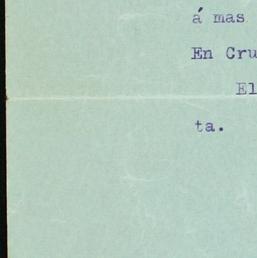 á mas
En Cru
El
ta.